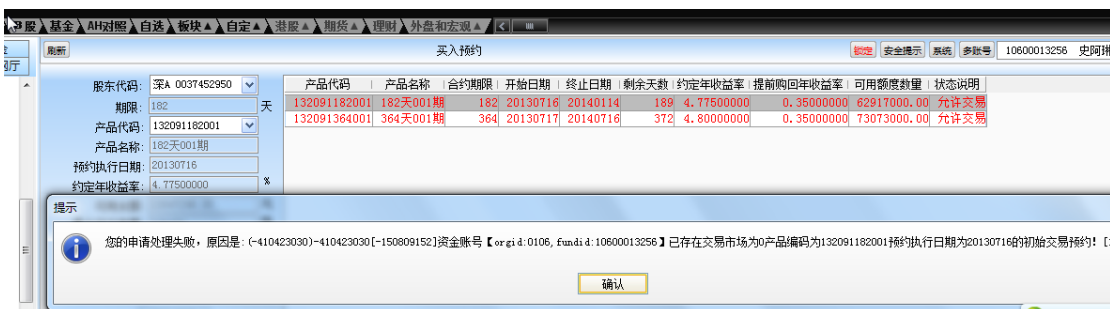 股 基金 AH对照 自选 板块▲ 自定▲ 港股▲ 期货▲ 理财 外盘和宏观▲
刷新 买入预约 锁定 安全提示 系统 多账号 10600013256 史阿琳
股东代码: 深A 0037452950
期限: 182 天
产品代码: 132091182001
产品名称: 182天001期
预约执行日期: 20130716
约定年收益率: 4.77500000 %
产品代码 产品名称 合约期限 开始日期 终止日期 剩余天数 约定年收益率 提前购回年收益率 可用额度数量 状态说明
132091182001 182天001期 182 20130716 20140114 189 4.77500000 0.35000000 62917000.00 允许交易
132091364001 364天001期 364 20130717 20140716 372 4.80000000 0.35000000 73073000.00 允许交易
提示
您的申请处理失败，原因是: (-410423030)-410423030[-150809152]资金账号【orgid:0106, fundid:10600013256】已存在交易市场为0产品编码为132091182001预约执行日期为20130716的初始交易预约! [
确认